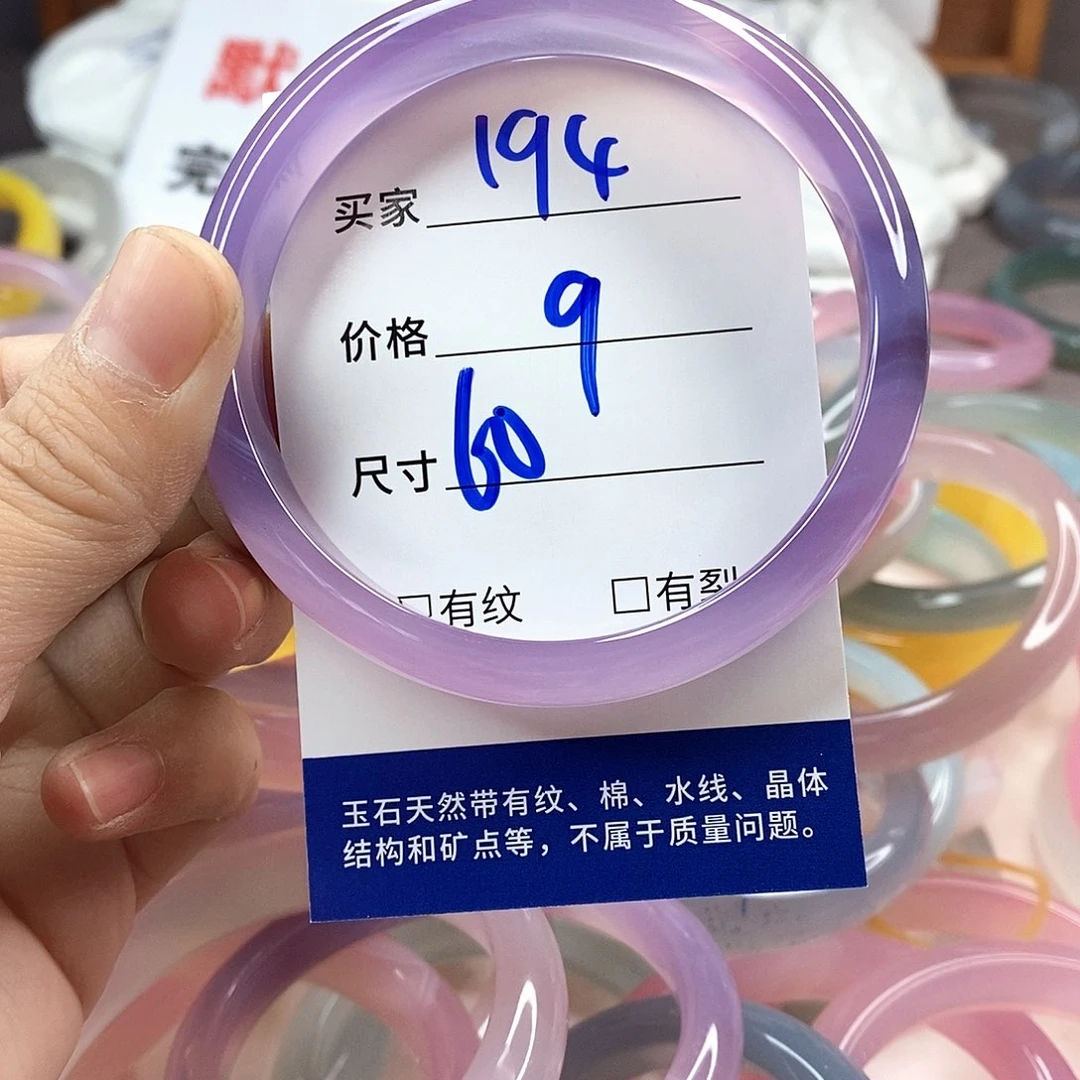 默
完
买家 194
价格 9
尺寸 60
□有纹 □有裂
玉石天然带有纹、棉、水线、晶体
结构和矿点等，不属于质量问题。